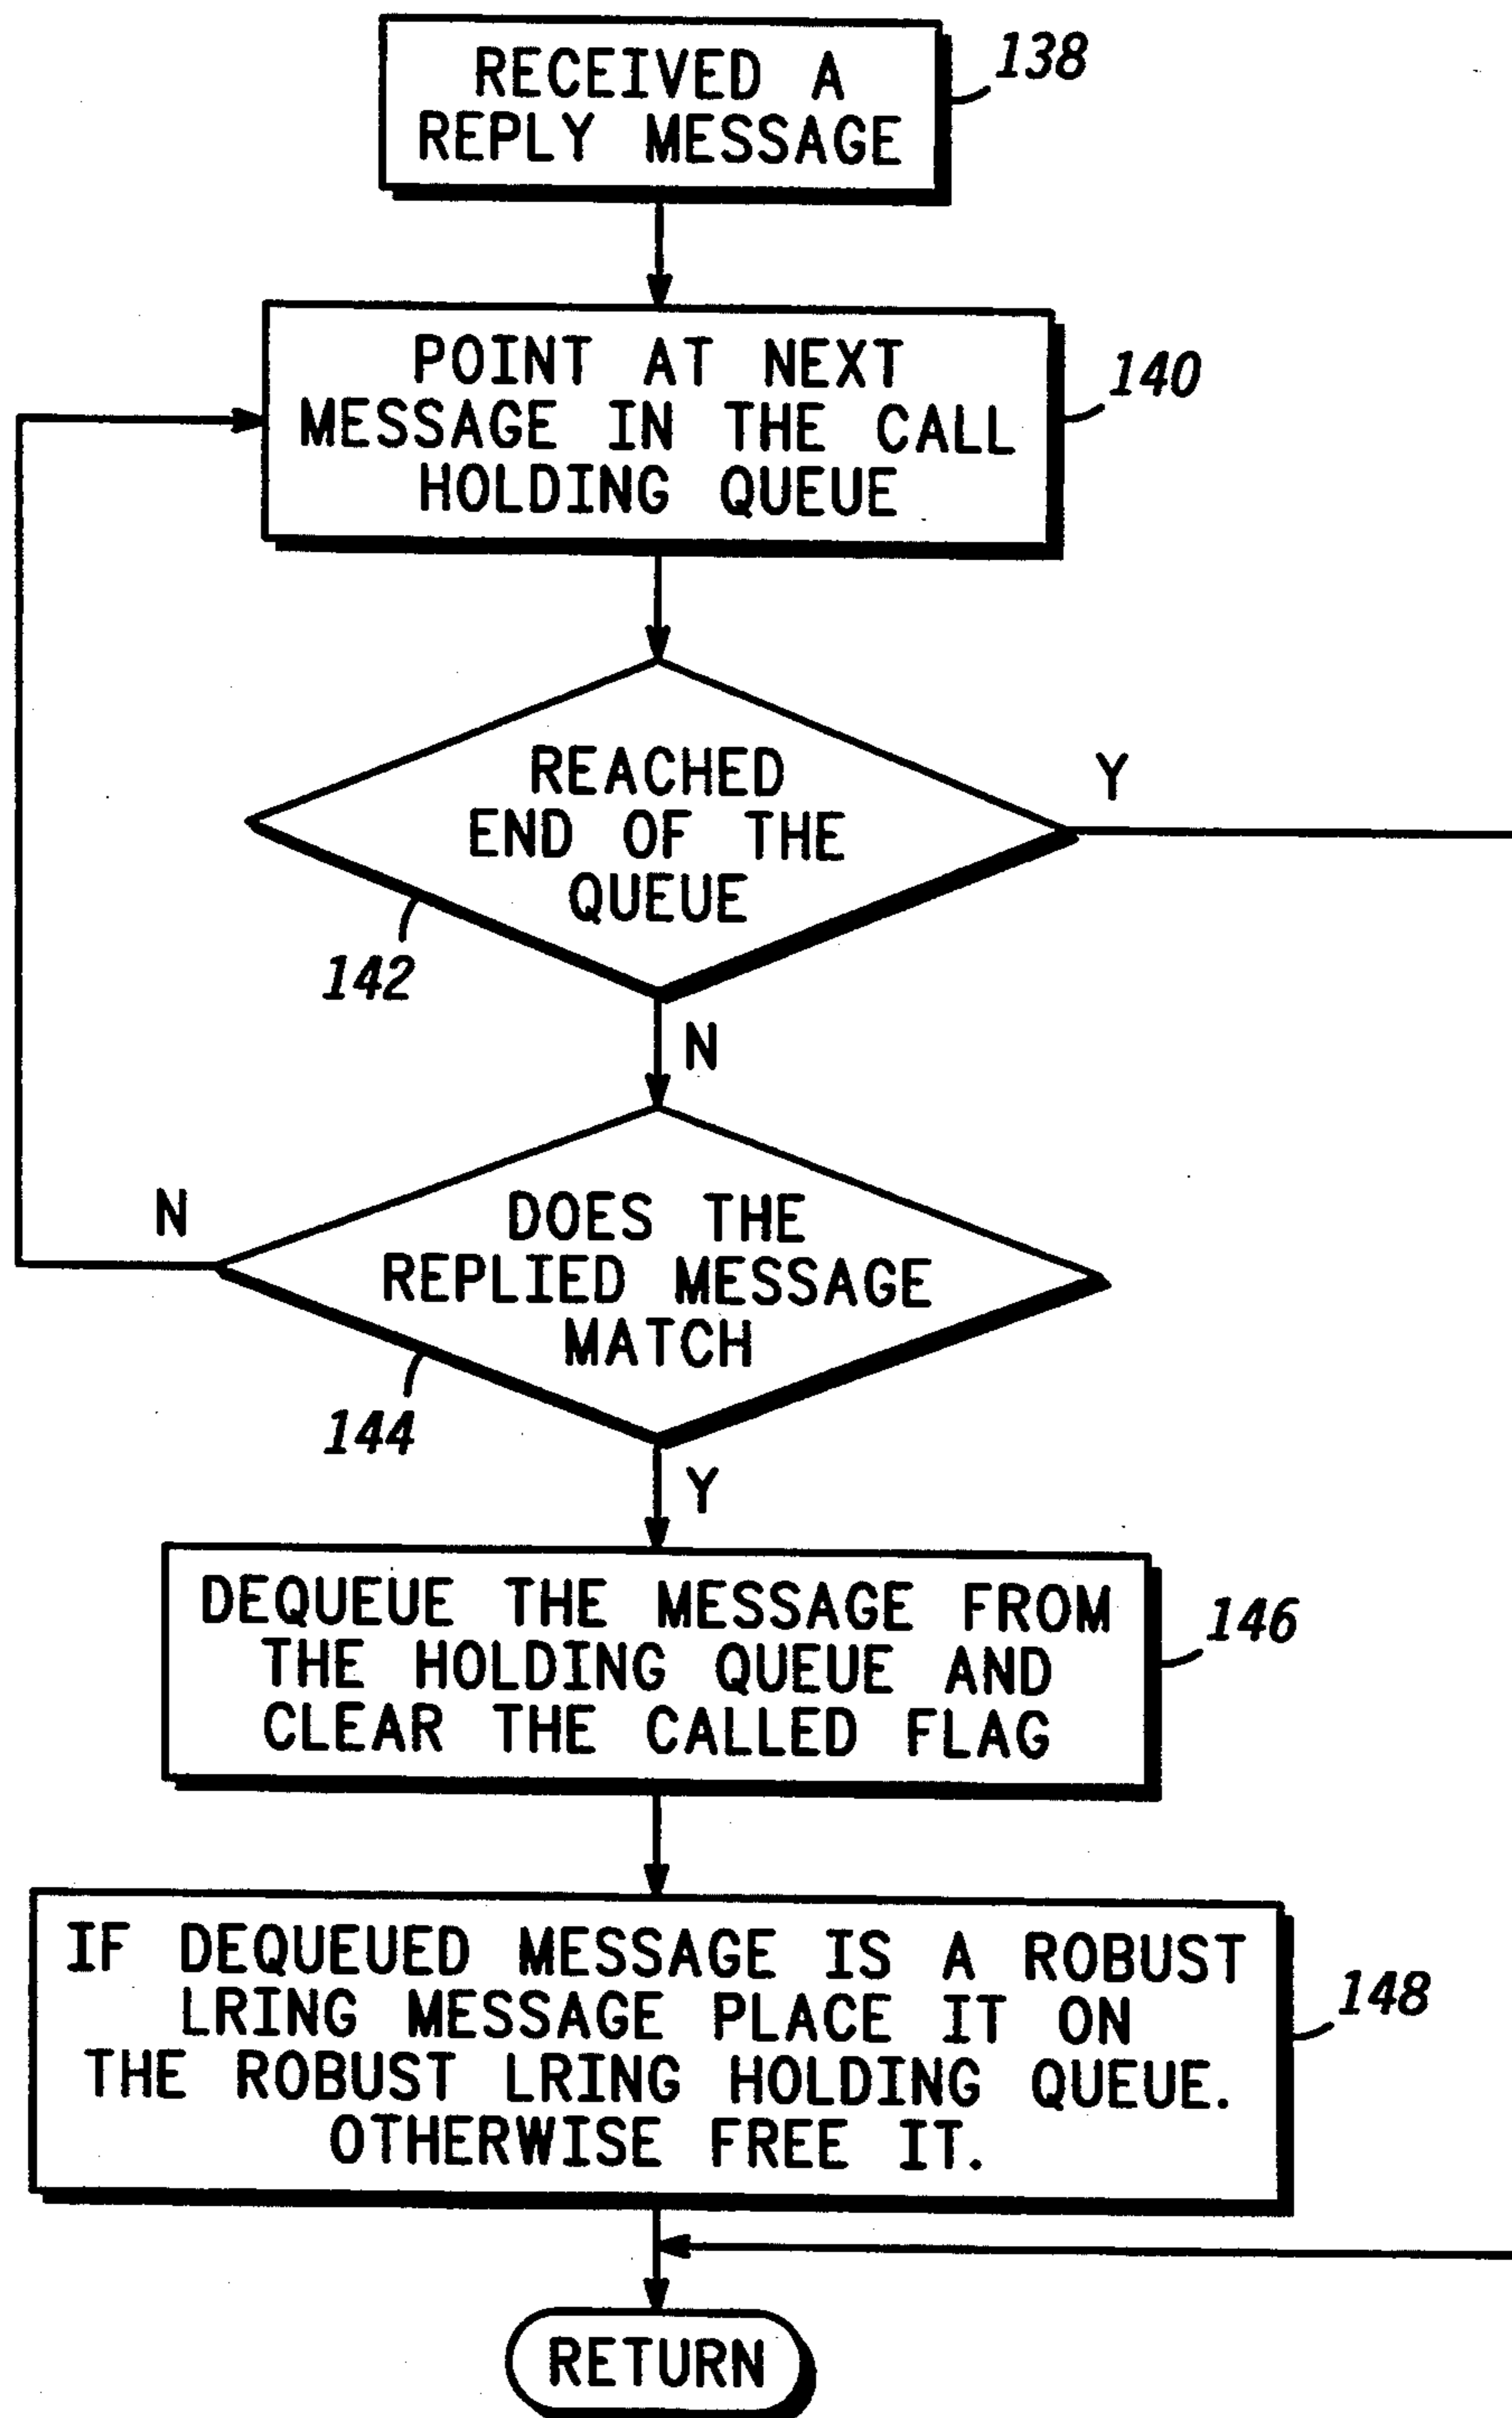 RECEIVED A
REPLY MESSAGE
138
POINT AT NEXT
MESSAGE IN THE CALL
HOLDING QUEUE
140
REACHED
END OF THE
QUEUE
Y
142
N
DOES THE
REPLIED MESSAGE
MATCH
N
144
Y
DEQUEUE THE MESSAGE FROM
THE HOLDING QUEUE AND
CLEAR THE CALLED FLAG
146
IF DEQUEUED MESSAGE IS A ROBUST
LRING MESSAGE PLACE IT ON
THE ROBUST LRING HOLDING QUEUE.
OTHERWISE FREE IT.
148
RETURN